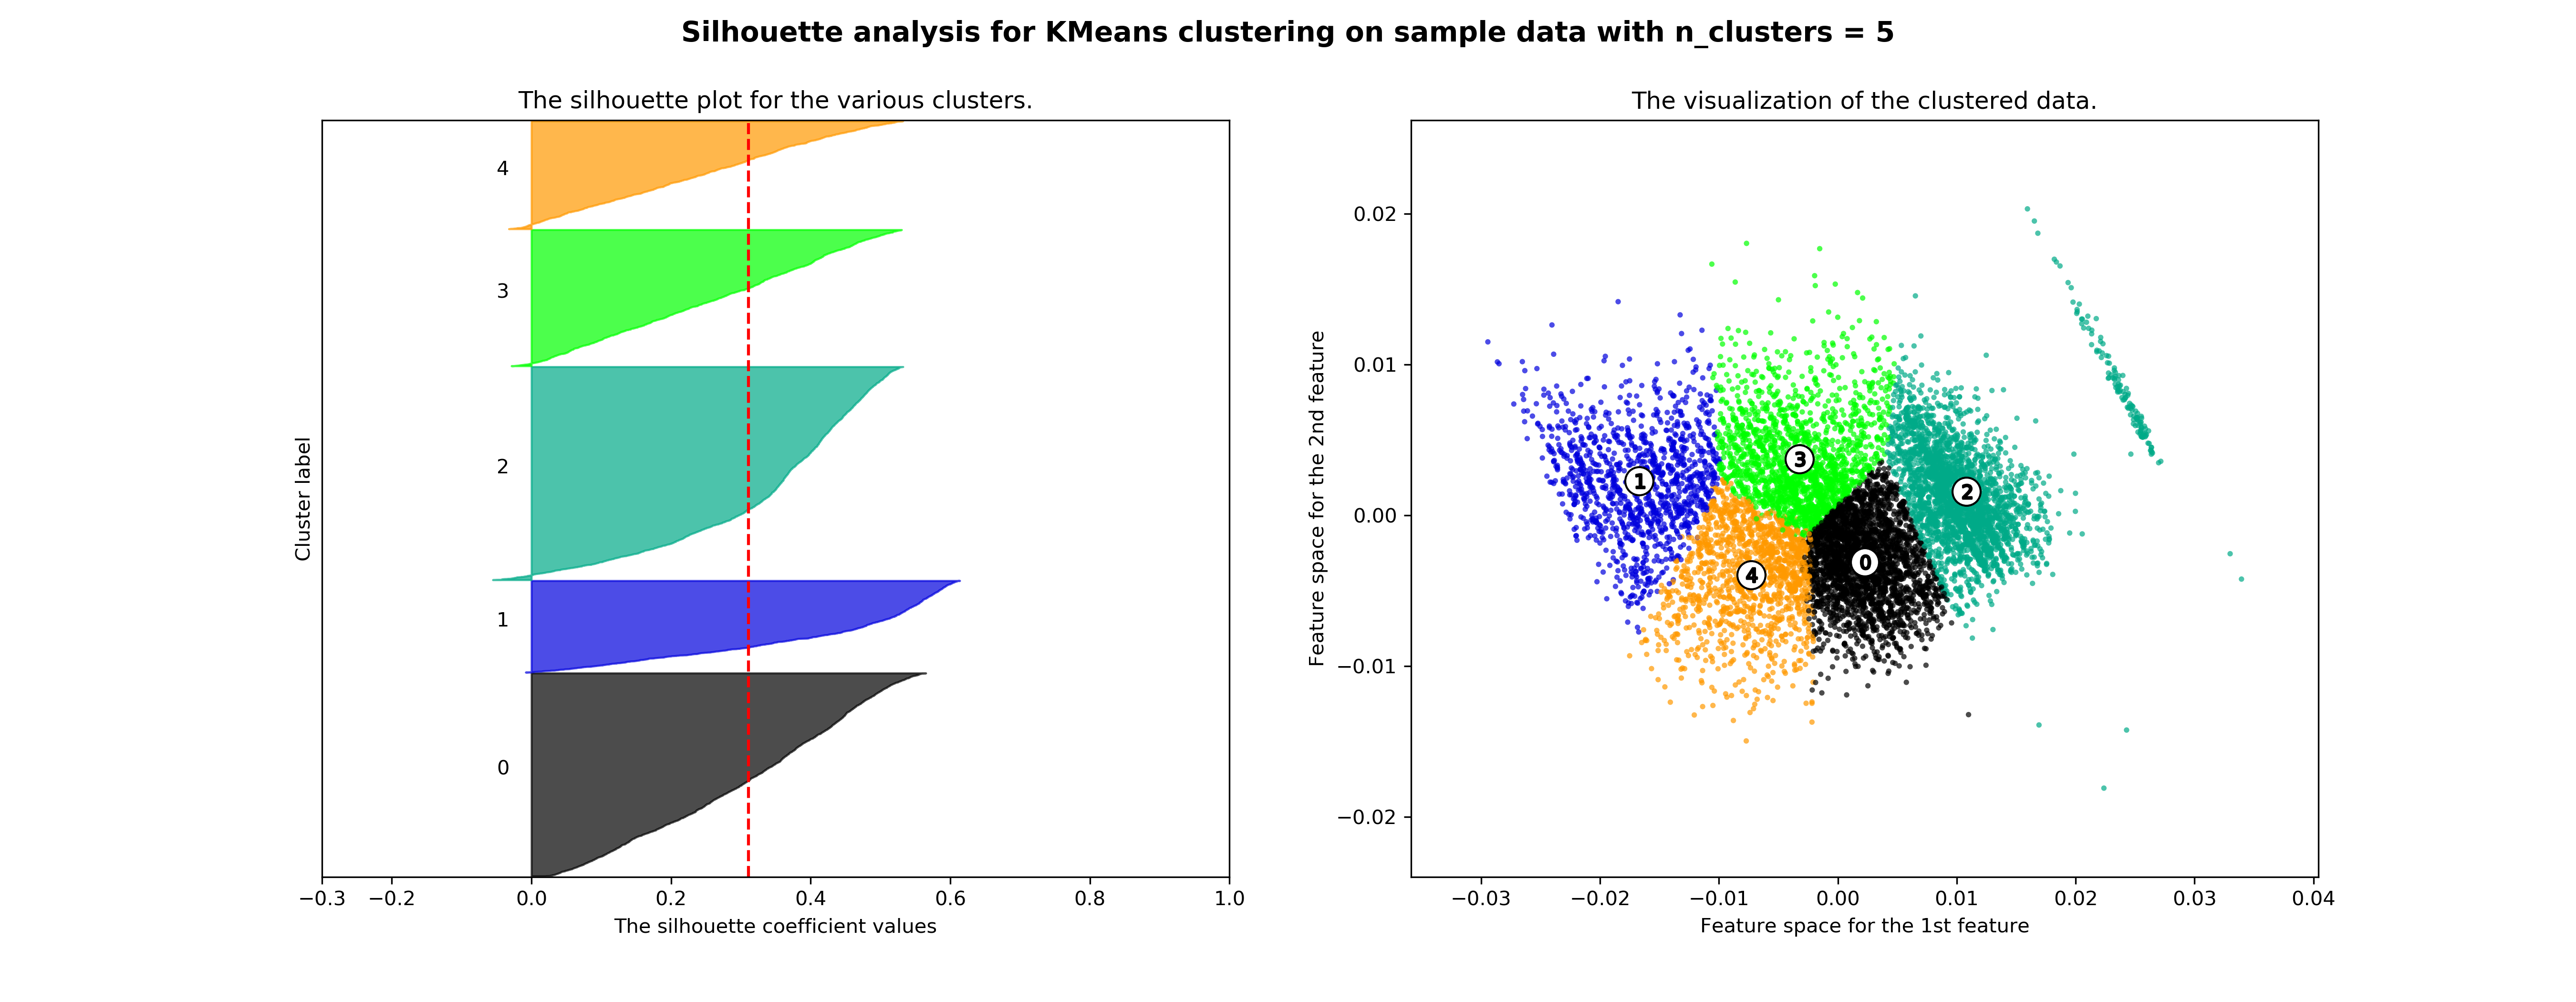 Silhouette analysis for KMeans clustering on sample data with n_clusters = 5
The silhouette plot for the various clusters.
4
3
2
1
0
Cluster label
−0.3 −0.2 0.0 0.2 0.4 0.6 0.8 1.0
The silhouette coefficient values
The visualization of the clustered data.
0.02
0.01
0.00
−0.01
−0.02
Feature space for the 2nd feature
3
1
2
0
4
−0.03 −0.02 −0.01 0.00 0.01 0.02 0.03 0.04
Feature space for the 1st feature